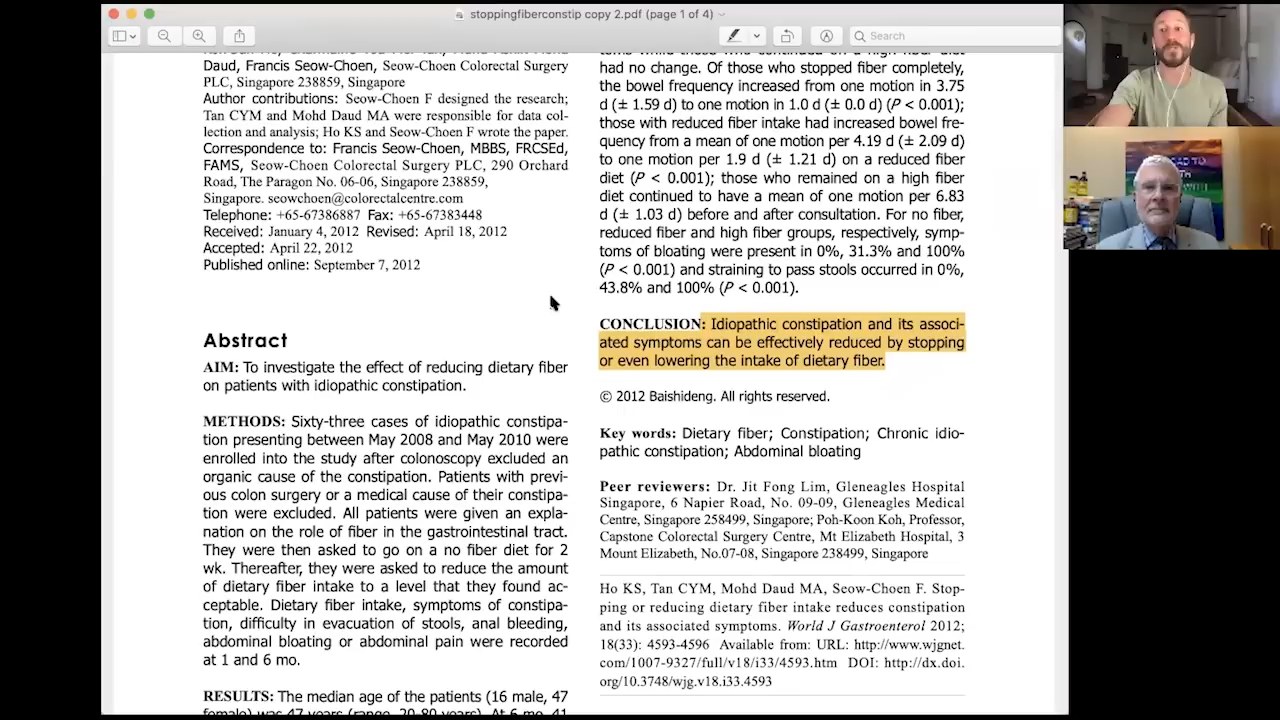 stoppingfiberconstip copy 2.pdf (page 1 of 4)
Search
Daud, Francis Seow-Choen, Seow-Choen Colorectal Surgery
PLC, Singapore 238859, Singapore
Author contributions: Seow-Choen F designed the research;
Tan CYM and Mohd Daud MA were responsible for data col-
lection and analysis; Ho KS and Seow-Choen F wrote the paper.
Correspondence to: Francis Seow-Choen, MBBS, FRCSEd,
FAMS, Seow-Choen Colorectal Surgery PLC, 290 Orchard
Road, The Paragon No. 06-06, Singapore 238859,
Singapore. seowchoen@colorectalcentre.com
Telephone: +65-67386887 Fax: +65-67383448
Received: January 4, 2012 Revised: April 18, 2012
Accepted: April 22, 2012
Published online: September 7, 2012
Abstract
AIM: To investigate the effect of reducing dietary fiber
on patients with idiopathic constipation.
METHODS: Sixty-three cases of idiopathic constipa-
tion presenting between May 2008 and May 2010 were
enrolled into the study after colonoscopy excluded an
organic cause of the constipation. Patients with previ-
ous colon surgery or a medical cause of their constipa-
tion were excluded. All patients were given an expla-
nation on the role of fiber in the gastrointestinal tract.
They were then asked to go on a no fiber diet for 2
wk. Thereafter, they were asked to reduce the amount
of dietary fiber intake to a level that they found ac-
ceptable. Dietary fiber intake, symptoms of constipa-
tion, difficulty in evacuation of stools, anal bleeding,
abdominal bloating or abdominal pain were recorded
at 1 and 6 mo.
RESULTS: The median age of the patients (16 male, 47
female) was 47 years (range, 20-80 years). At 6 mo, 41
toms while those who continued on a high fiber diet
had no change. Of those who stopped fiber completely,
the bowel frequency increased from one motion in 3.75
d (± 1.59 d) to one motion in 1.0 d (± 0.0 d) (P < 0.001);
those with reduced fiber intake had increased bowel fre-
quency from a mean of one motion per 4.19 d (± 2.09 d)
to one motion per 1.9 d (± 1.21 d) on a reduced fiber
diet (P < 0.001); those who remained on a high fiber
diet continued to have a mean of one motion per 6.83
d (± 1.03 d) before and after consultation. For no fiber,
reduced fiber and high fiber groups, respectively, symp-
toms of bloating were present in 0%, 31.3% and 100%
(P < 0.001) and straining to pass stools occurred in 0%,
43.8% and 100% (P < 0.001).
CONCLUSION: Idiopathic constipation and its associ-
ated symptoms can be effectively reduced by stopping
or even lowering the intake of dietary fiber.
© 2012 Baishideng. All rights reserved.
Key words: Dietary fiber; Constipation; Chronic idio-
pathic constipation; Abdominal bloating
Peer reviewers: Dr. Jit Fong Lim, Gleneagles Hospital
Singapore, 6 Napier Road, No. 09-09, Gleneagles Medical
Centre, Singapore 258499, Singapore; Poh-Koon Koh, Professor,
Capstone Colorectal Surgery Centre, Mt Elizabeth Hospital, 3
Mount Elizabeth, No.07-08, Singapore 238499, Singapore
Ho KS, Tan CYM, Mohd Daud MA, Seow-Choen F. Stop-
ping or reducing dietary fiber intake reduces constipation
and its associated symptoms. World J Gastroenterol 2012;
18(33): 4593-4596 Available from: URL: http://www.wjgnet.
com/1007-9327/full/v18/i33/4593.htm DOI: http://dx.doi.
org/10.3748/wjg.v18.i33.4593